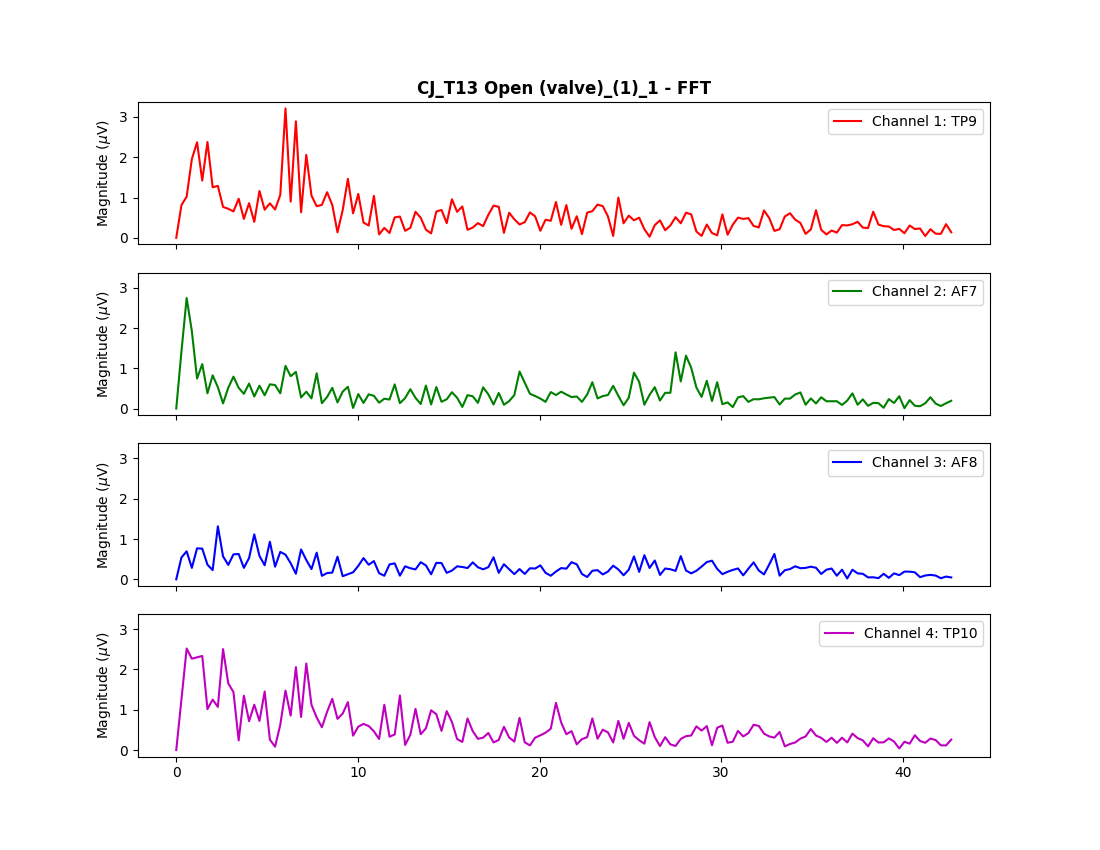 CJ_T13 Open (valve)_(1)_1 - FFT
Magnitude (μV)
3
2
1
0
Channel 1: TP9
Magnitude (μV)
3
2
1
0
Channel 2: AF7
Magnitude (μV)
3
2
1
0
Channel 3: AF8
Magnitude (μV)
3
2
1
0
Channel 4: TP10
0 10 20 30 40